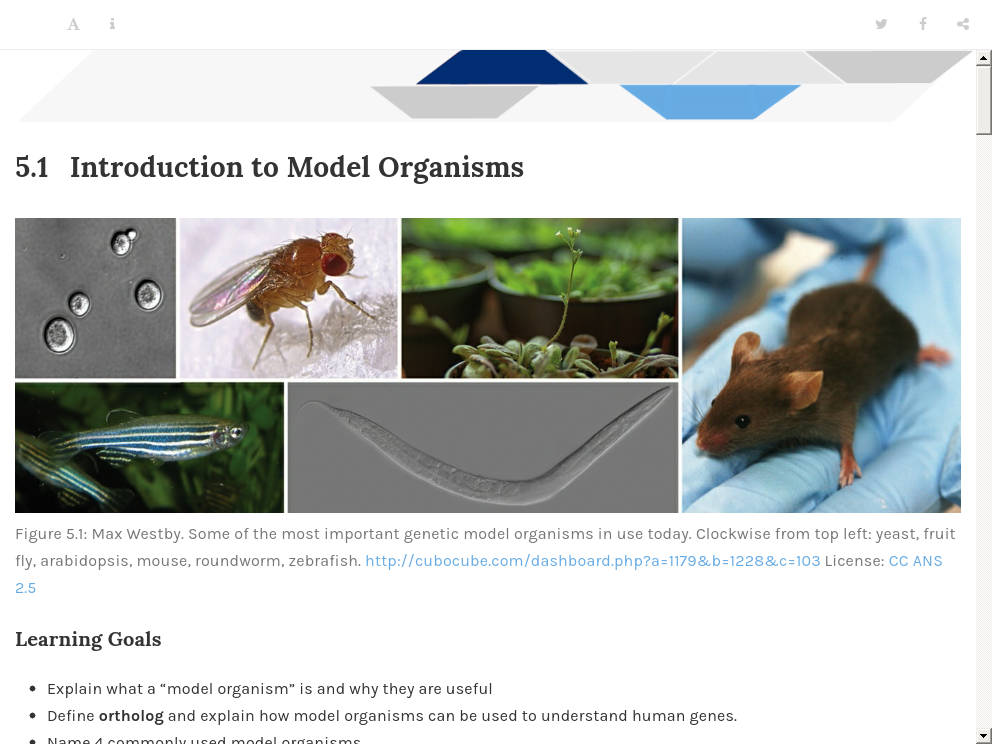 A i
5.1 Introduction to Model Organisms
Figure 5.1: Max Westby. Some of the most important genetic model organisms in use today. Clockwise from top left: yeast, fruit
fly, arabidopsis, mouse, roundworm, zebrafish. http://cubocube.com/dashboard.php?a=1179&b=1228&c=103 License: CC ANS
2.5
Learning Goals
• Explain what a “model organism” is and why they are useful
• Define ortholog and explain how model organisms can be used to understand human genes.
• Name 4 commonly used model organisms